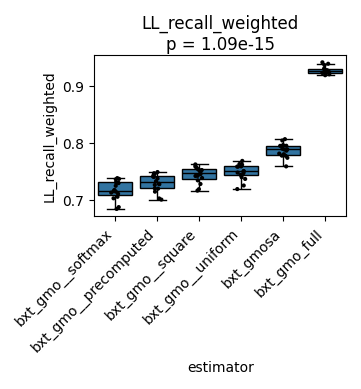 LL_recall_weighted
p = 1.09e-15
LL_recall_weighted
0.9
0.8
0.7
bxt_gmo__softmax
bxt_gmo__precomputed
bxt_gmo__square
bxt_gmo__uniform
bxt_gmosa
bxt_gmo_full
estimator